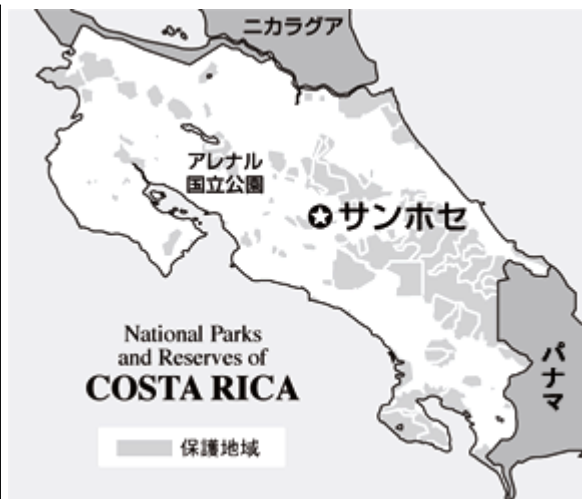 ニカラグア
アレナル
国立公園
サンホセ
パナマ
National Parks
and Reserves of
COSTA RICA
保護地域